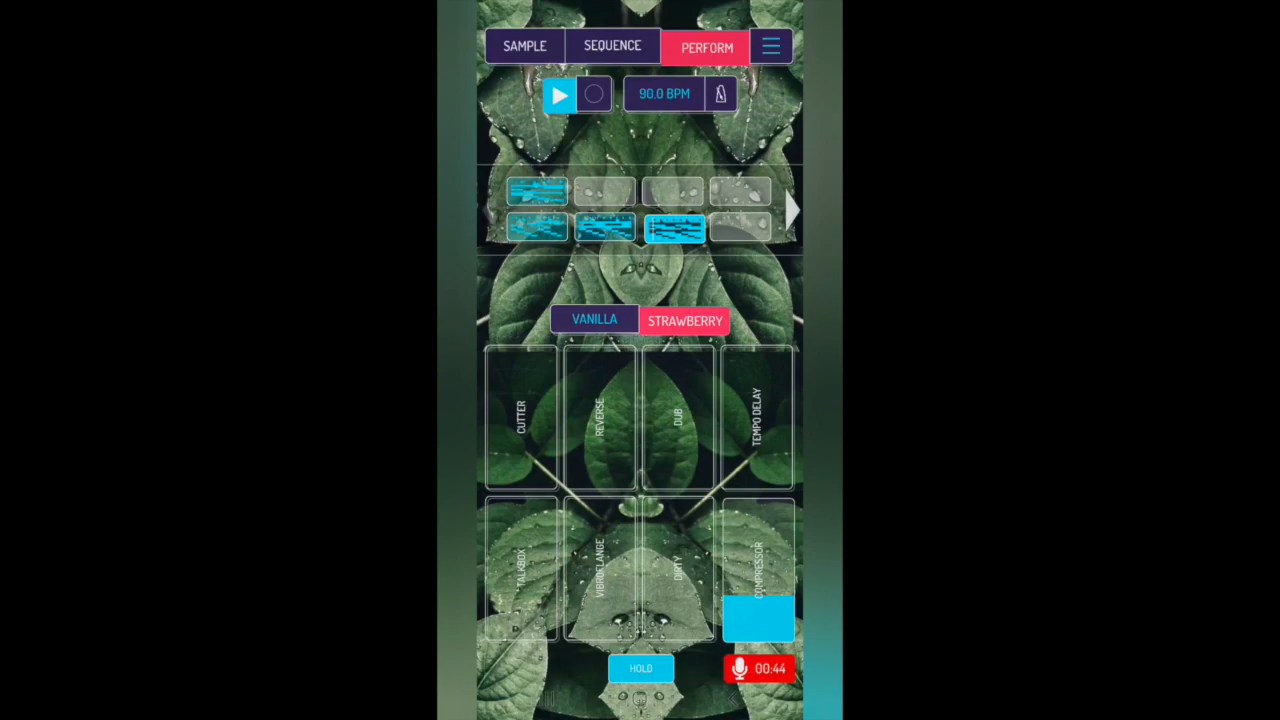 SAMPLE SEQUENCE PERFORM
90.0 BPM
VANILLA STRAWBERRY
CUTTER REVERSE DUB TEMPO DELAY
TALKBOX VIBROFLANGE DIRTY COMPRESSOR
HOLD 00:44